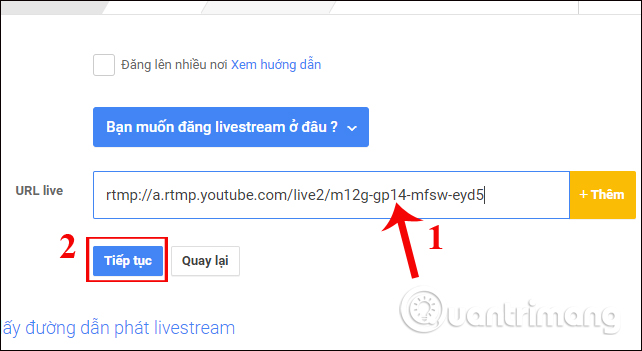 Đăng lên nhiều nơi Xem hướng dẫn
Bạn muốn đăng livestream ở đâu ?
URL live
rtmp://a.rtmp.youtube.com/live2/m12g-gp14-mfsw-eyd5
+ Thêm
1
2
Tiếp tục
Quay lại
ấy đường dẫn phát livestream
Quantrimang